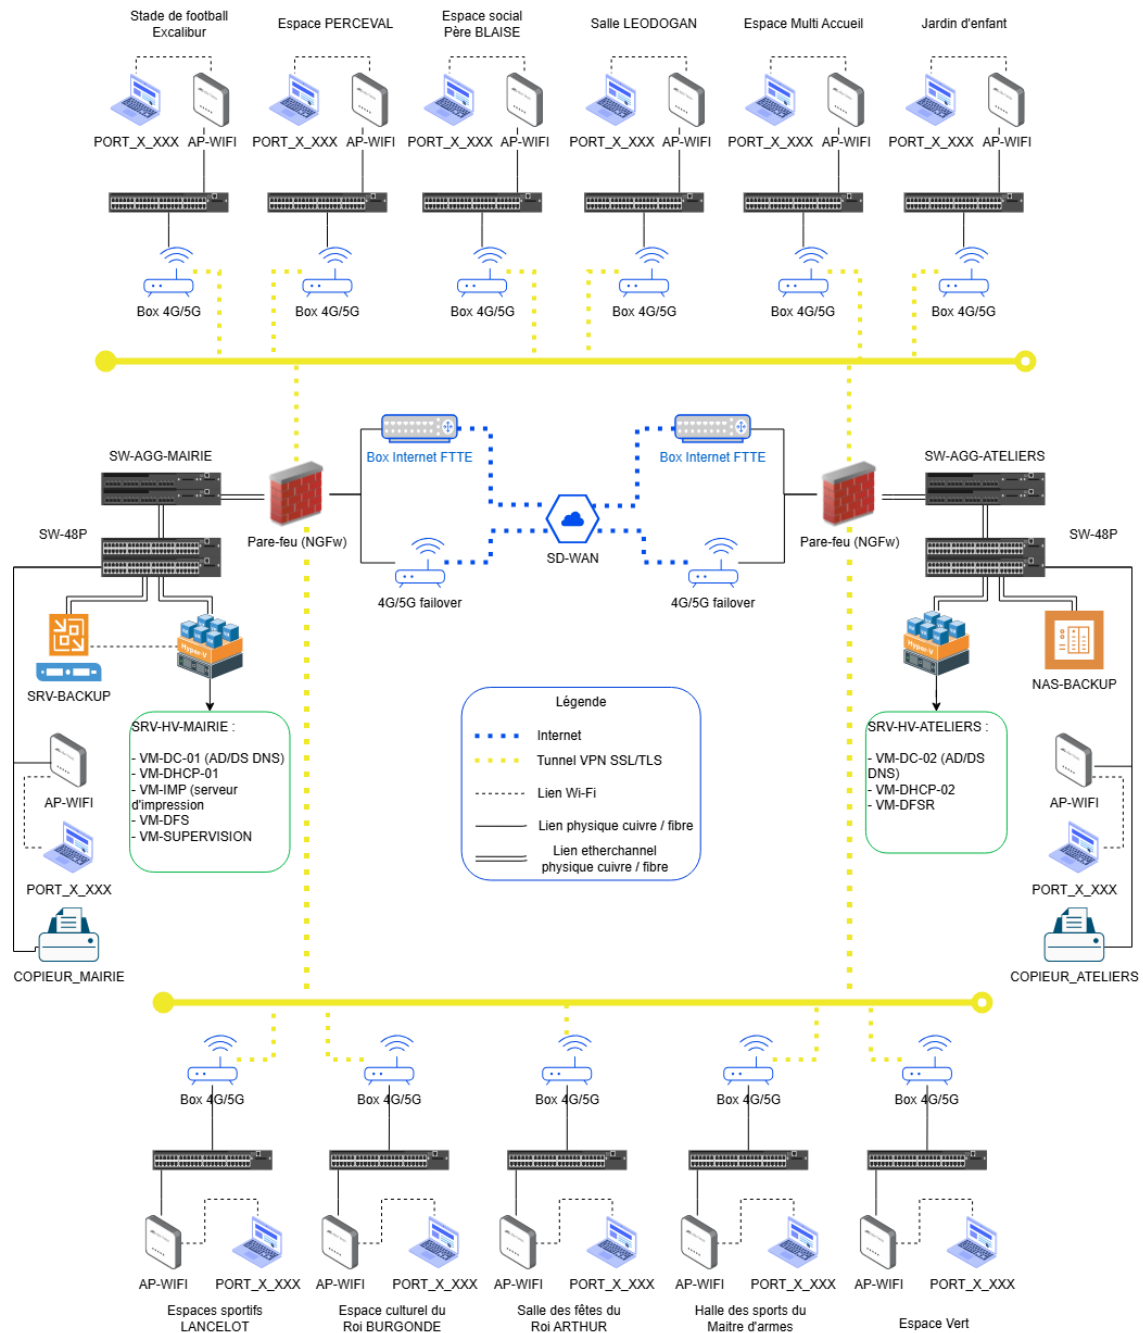 Stade de football
Excalibur
Espace PERCEVAL
Espace social
Père BLAISE
Salle LEODOGAN
Espace Multi Accueil
Jardin d'enfant
PORT_X_XXX
AP-WIFI
PORT_X_XXX
AP-WIFI
PORT_X_XXX
AP-WIFI
PORT_X_XXX
AP-WIFI
PORT_X_XXX
AP-WIFI
PORT_X_XXX
AP-WIFI
Box 4G/5G
Box 4G/5G
Box 4G/5G
Box 4G/5G
Box 4G/5G
Box 4G/5G
SW-AGG-MAIRIE
Box Internet FTTE
Box Internet FTTE
SW-AGG-ATELIERS
SW-48P
Pare-feu (NGFw)
SD-WAN
Pare-feu (NGFw)
SW-48P
4G/5G failover
4G/5G failover
Hyper-V
Hyper-V
SRV-BACKUP
NAS-BACKUP
SRV-HV-MAIRIE :
- VM-DC-01 (AD/DS DNS)
- VM-DHCP-01
- VM-IMP (serveur
d'impression
- VM-DFS
- VM-SUPERVISION
Légende
Internet
Tunnel VPN SSL/TLS
Lien Wi-Fi
Lien physique cuivre / fibre
Lien etherchannel
physique cuivre / fibre
SRV-HV-ATELIERS :
- VM-DC-02 (AD/DS
DNS)
- VM-DHCP-02
- VM-DFSR
AP-WIFI
PORT_X_XXX
COPIEUR_MAIRIE
AP-WIFI
PORT_X_XXX
COPIEUR_ATELIERS
Box 4G/5G
Box 4G/5G
Box 4G/5G
Box 4G/5G
Box 4G/5G
AP-WIFI
PORT_X_XXX
AP-WIFI
PORT_X_XXX
AP-WIFI
PORT_X_XXX
AP-WIFI
PORT_X_XXX
AP-WIFI
PORT_X_XXX
Espaces sportifs
LANCELOT
Espace culturel du
Roi BURGONDE
Salle des fêtes du
Roi ARTHUR
Halle des sports du
Maitre d'armes
Espace Vert